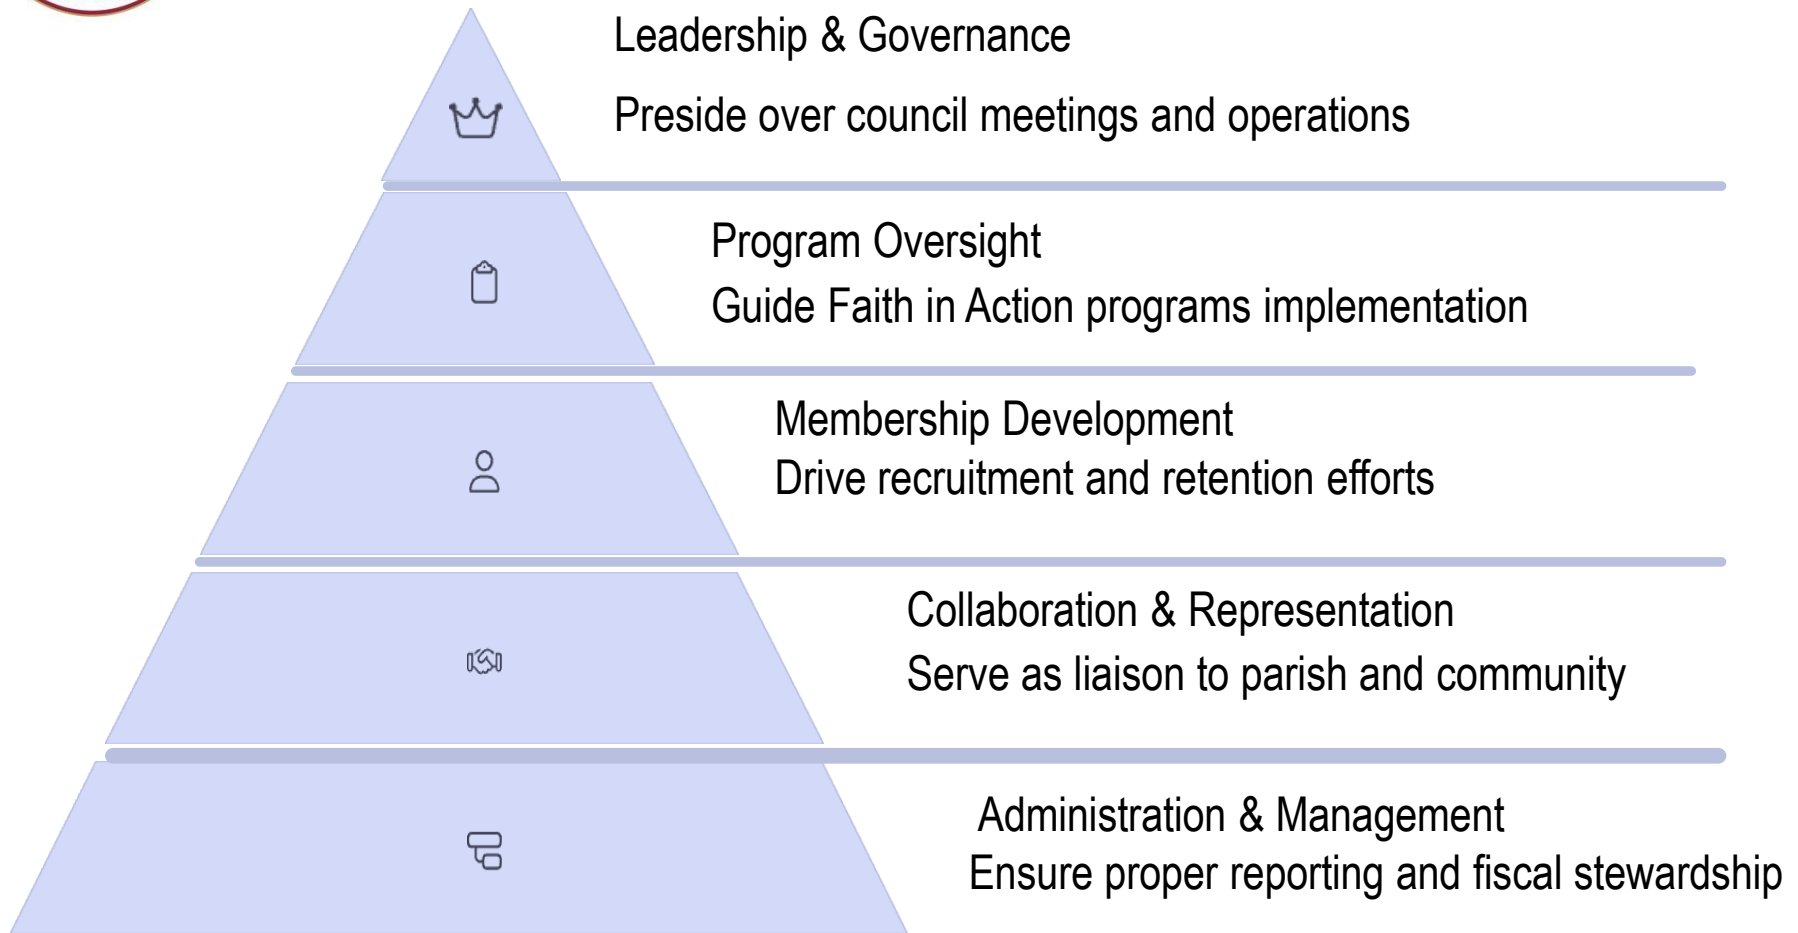 Leadership & Governance
Preside over council meetings and operations
Program Oversight
Guide Faith in Action programs implementation
Membership Development
Drive recruitment and retention efforts
Collaboration & Representation
Serve as liaison to parish and community
Administration & Management
Ensure proper reporting and fiscal stewardship